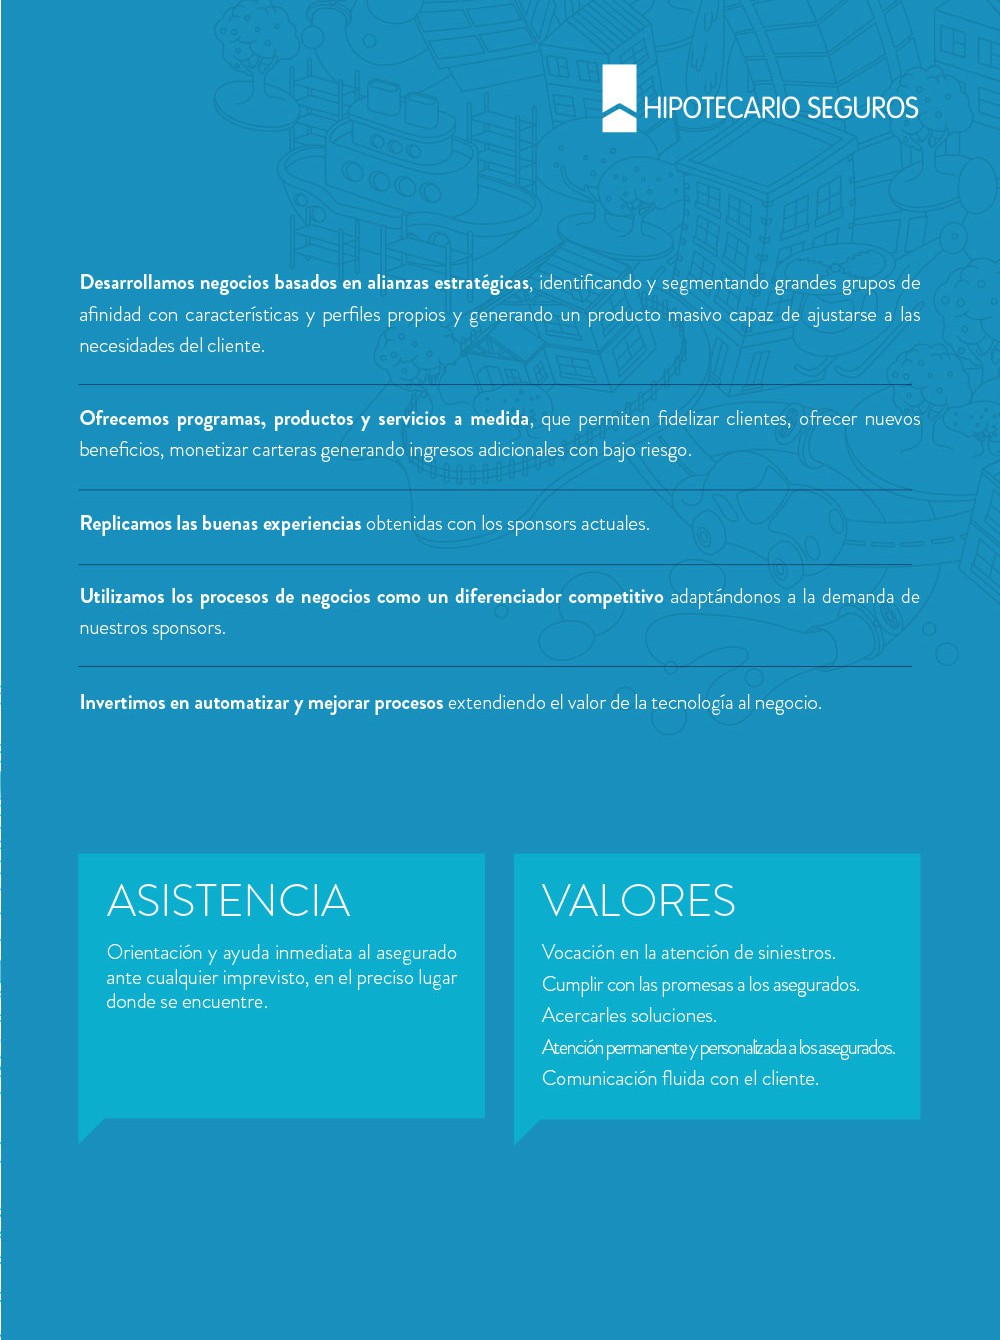 HIPOTECARIO SEGUROS
Desarrollamos negocios basados en alianzas estratégicas, identificando y segmentando grandes grupos de
afinidad con características y perfiles propios y generando un producto masivo capaz de ajustarse a las
necesidades del cliente.
Ofrecemos programas, productos y servicios a medida, que permiten fidelizar clientes, ofrecer nuevos
beneficios, monetizar carteras generando ingresos adicionales con bajo riesgo.
Replicamos las buenas experiencias obtenidas con los sponsors actuales.
Utilizamos los procesos de negocios como un diferenciador competitivo adaptándonos a la demanda de
nuestros sponsors.
Invertimos en automatizar y mejorar procesos extendiendo el valor de la tecnología al negocio.
ASISTENCIA
Orientación y ayuda inmediata al asegurado
ante cualquier imprevisto, en el preciso lugar
donde se encuentre.
VALORES
Vocación en la atención de siniestros.
Cumplir con las promesas a los asegurados.
Acercarles soluciones.
Atención permanente y personalizada a los asegurados.
Comunicación fluida con el cliente.